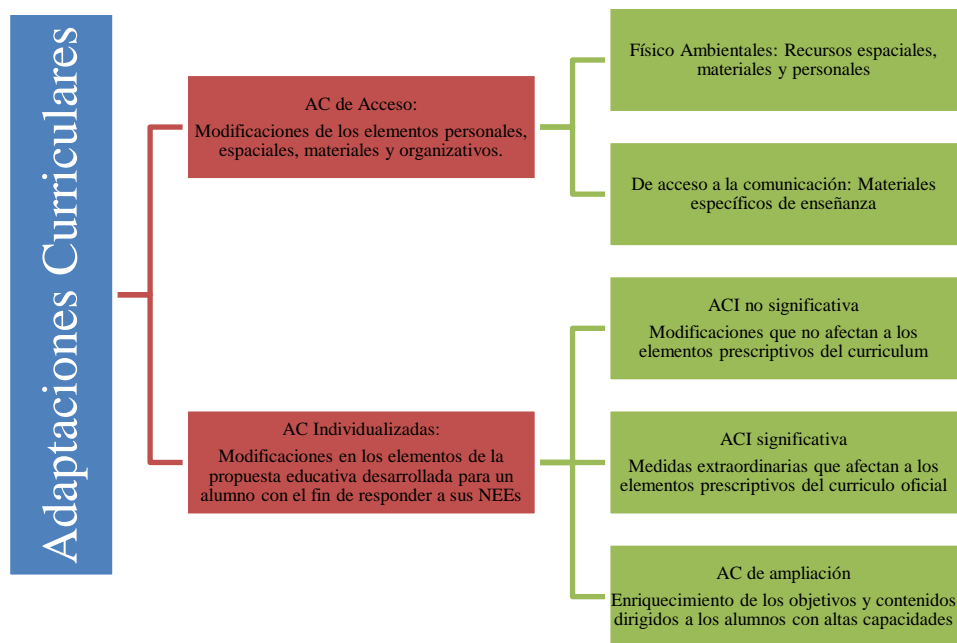 Adaptaciones Curriculares
AC de Acceso:
Modificaciones de los elementos personales,
espaciales, materiales y organizativos.
Físico Ambientales: Recursos espaciales,
materiales y personales
De acceso a la comunicación: Materiales
específicos de enseñanza
AC Individualizadas:
Modificaciones en los elementos de la
propuesta educativa desarrollada para un
alumno con el fin de responder a sus NEEs
ACI no significativa
Modificaciones que no afectan a los
elementos prescriptivos del curriculum
ACI significativa
Medidas extraordinarias que afectan a los
elementos prescriptivos del curriculo oficial
AC de ampliación
Enriquecimiento de los objetivos y contenidos
dirigidos a los alumnos con altas capacidades